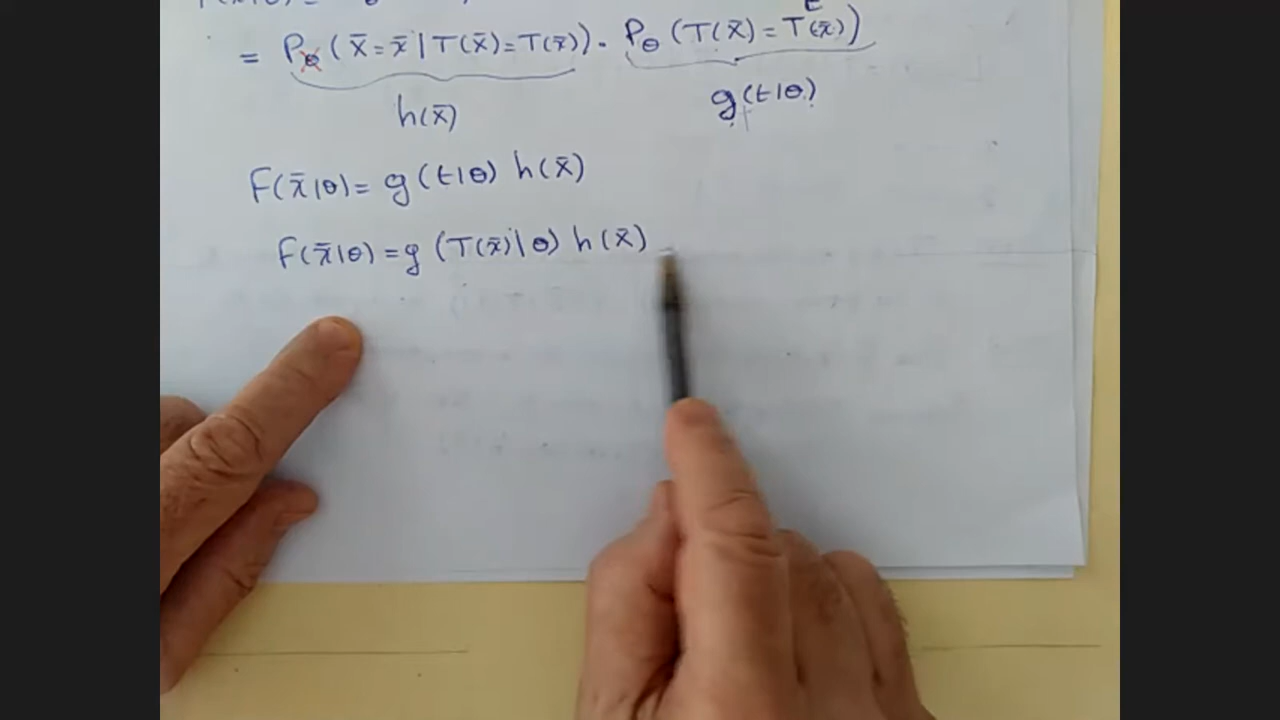 = P_θ ( X̄ = x̄ | T(X̄) = T(x̄)) · P_θ (T(X̄) = T(x̄))
t
h(x̄) g(t|θ)
F(x̄|θ) = g(t|θ) h(x̄)
F(x̄|θ) = g (T(x̄)|θ) h(x̄)